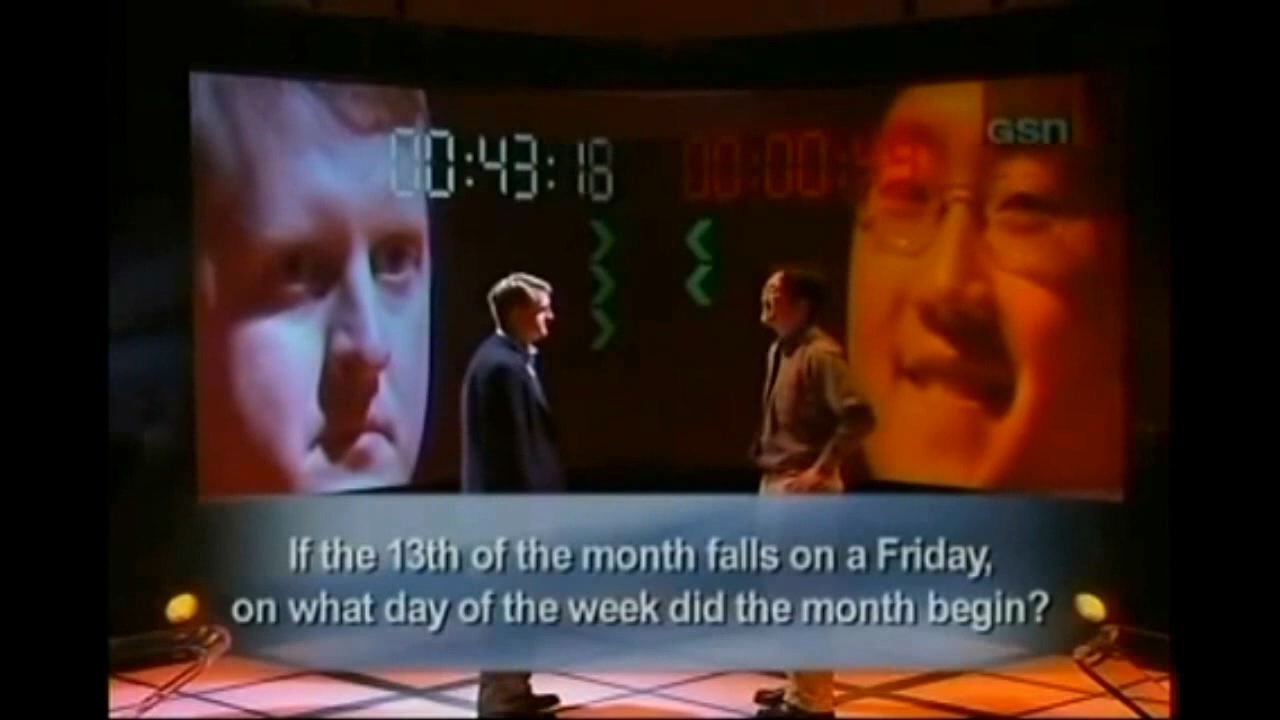 GSN
00:43:18
If the 13th of the month falls on a Friday,
on what day of the week did the month begin?